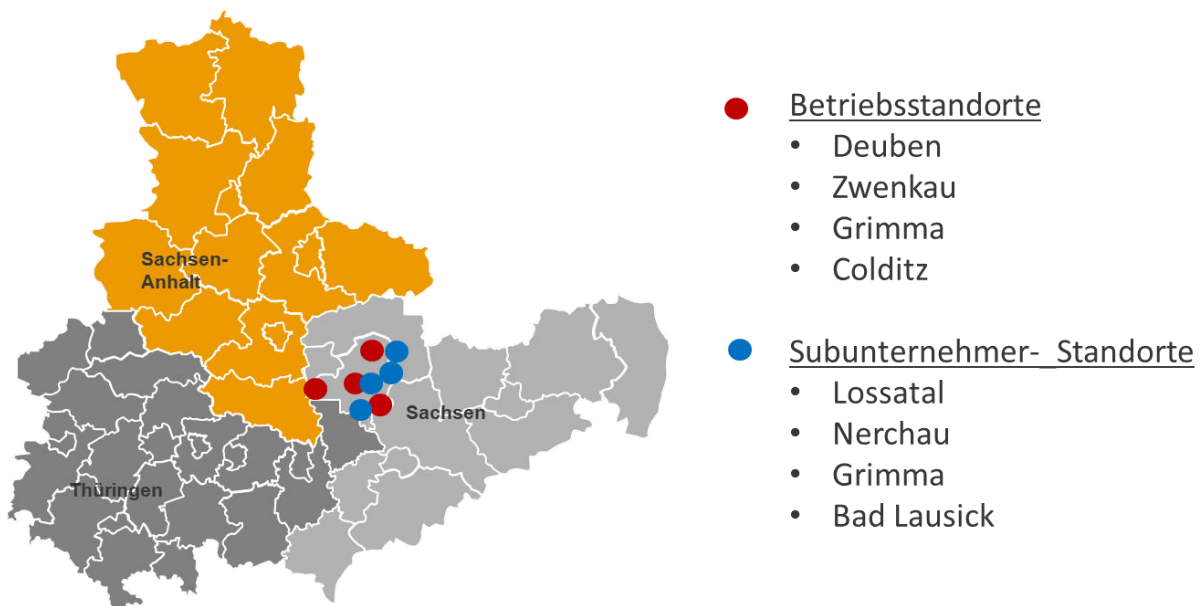 Sachsen-
Anhalt
Sachsen
Thüringen
Betriebsstandorte
• Deuben
• Zwenkau
• Grimma
• Colditz
Subunternehmer-_Standorte
• Lossatal
• Nerchau
• Grimma
• Bad Lausick